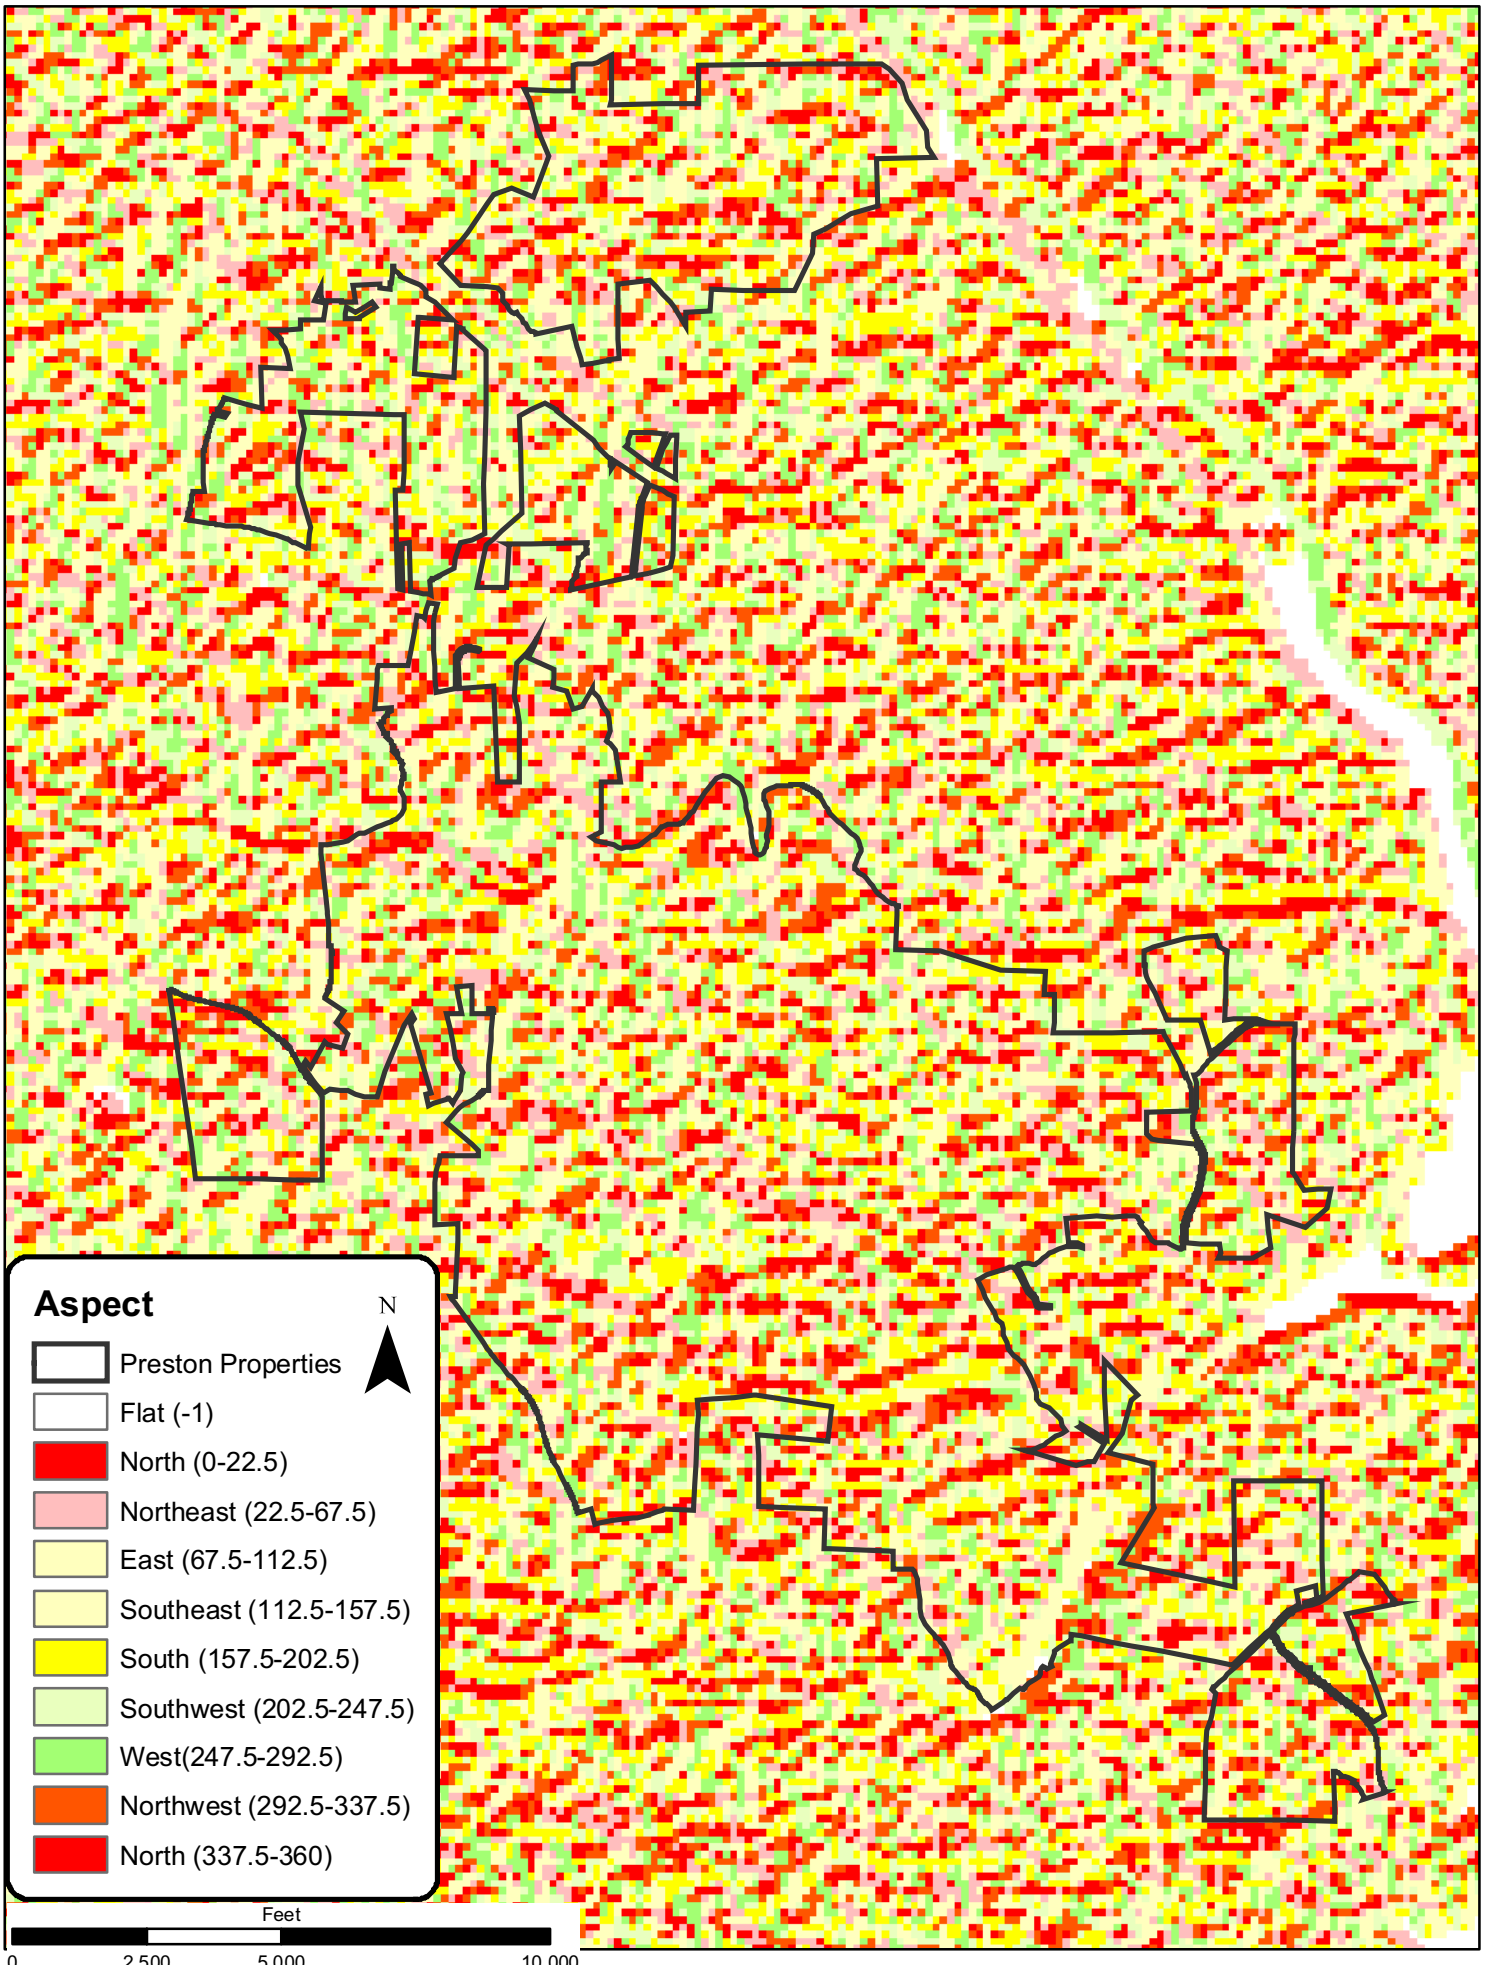 Aspect
N
Preston Properties
Flat (-1)
North (0-22.5)
Northeast (22.5-67.5)
East (67.5-112.5)
Southeast (112.5-157.5)
South (157.5-202.5)
Southwest (202.5-247.5)
West(247.5-292.5)
Northwest (292.5-337.5)
North (337.5-360)
Feet
0 2,500 5,000 10,000